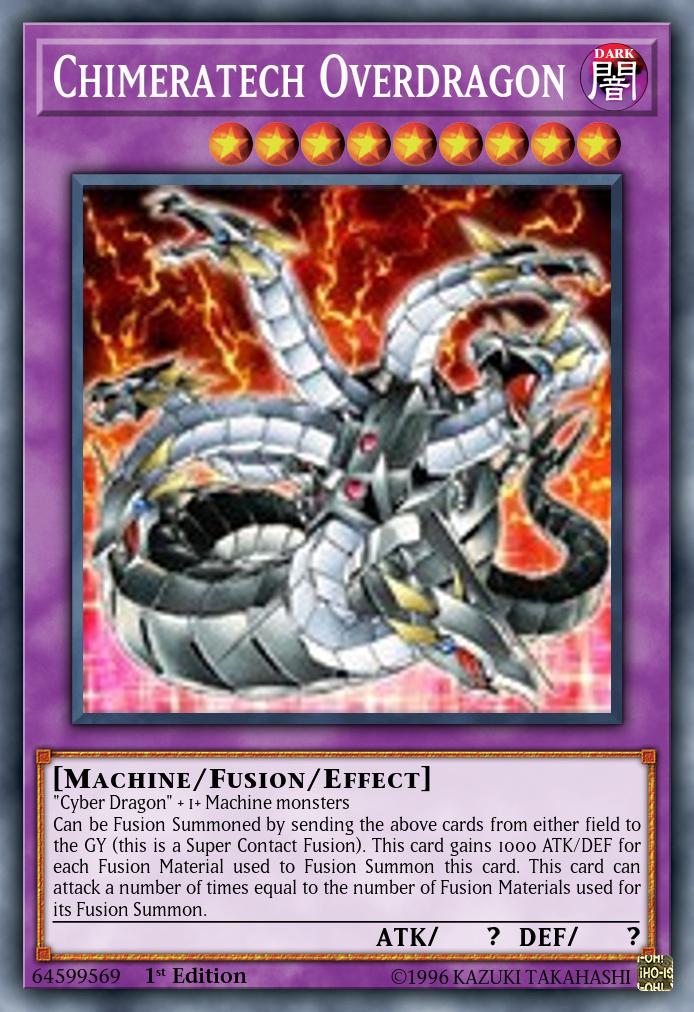 Chimeratech Overdragon
DARK
闇
[Machine/Fusion/Effect]
"Cyber Dragon" + 1+ Machine monsters
Can be Fusion Summoned by sending the above cards from either field to
the GY (this is a Super Contact Fusion). This card gains 1000 ATK/DEF for
each Fusion Material used to Fusion Summon this card. This card can
attack a number of times equal to the number of Fusion Materials used for
its Fusion Summon.
ATK/ ? DEF/ ?
64599569 1st Edition ©1996 KAZUKI TAKAHASHI